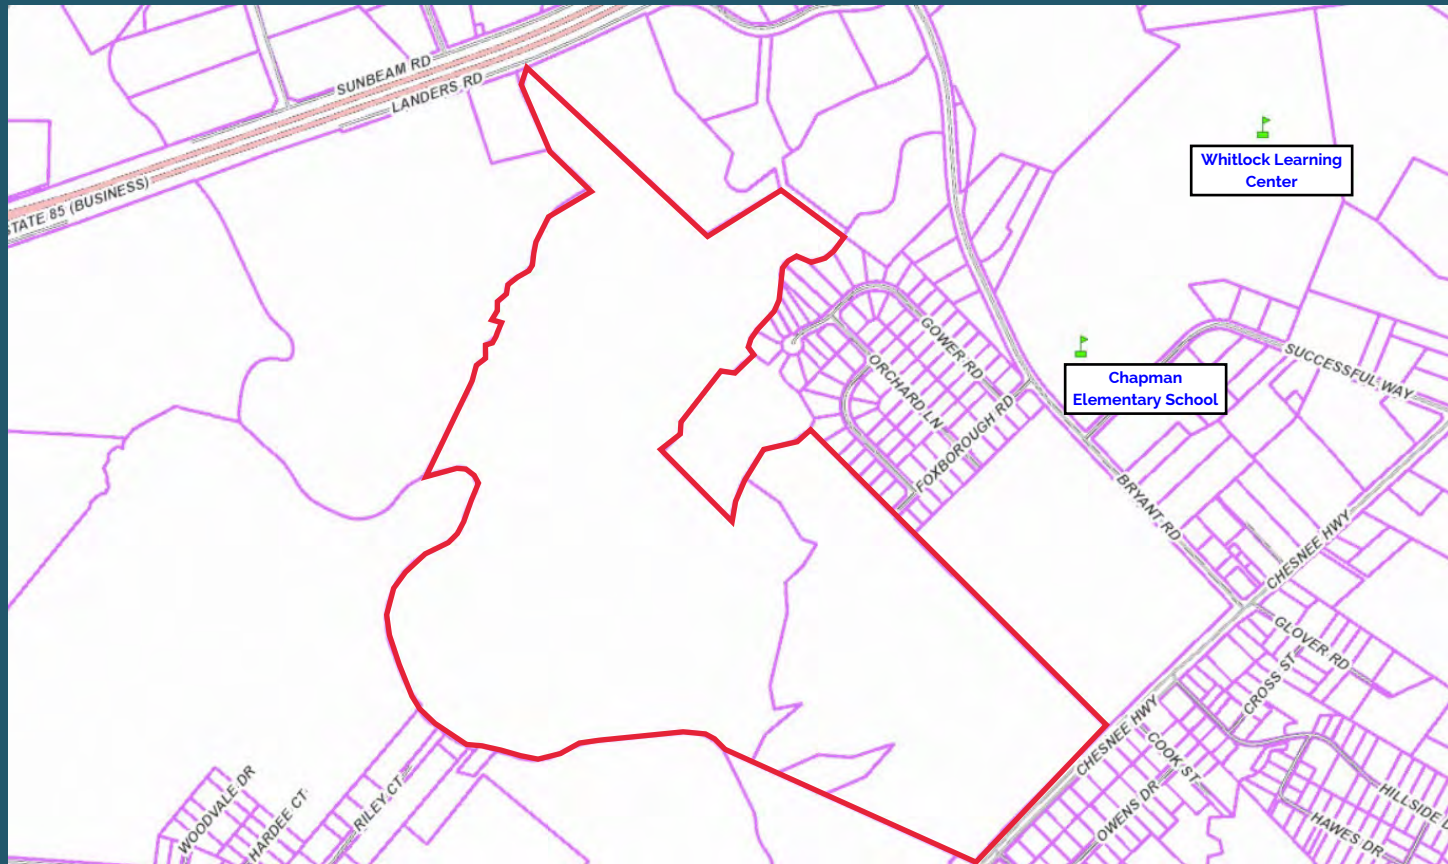 SUNBEAM RD
LANDERS RD
STATE 85 (BUSINESS)
Whitlock Learning
Center
Chapman
Elementary School
GOWER RD
ORCHARD LN
FOXBOROUGH RD
SUCCESSFUL WAY
BRYANT RD
CHESNEE HWY
GLOVER RD
CROSS ST
CHESNEE HWY
COOK ST
OWENS DR
HILLSIDE
HAWES DR
WOODVALE DR
HARDEE CT
RILEY CT